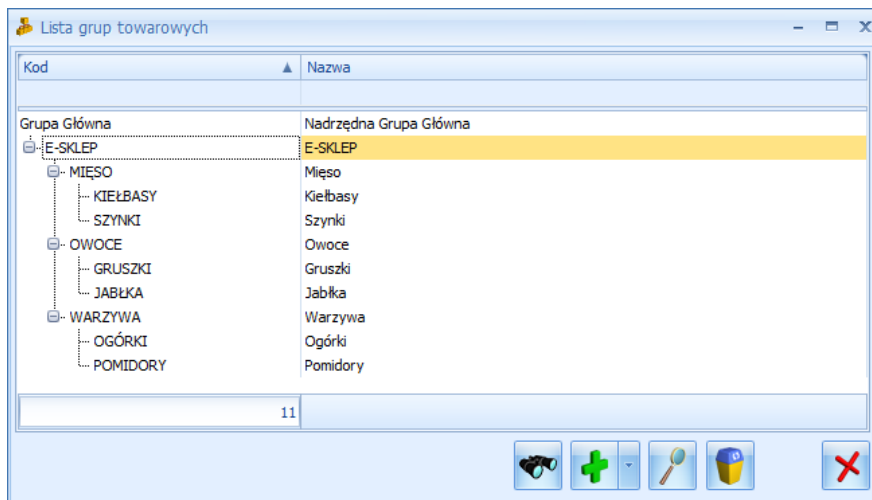 Lista grup towarowych
Kod Nazwa
Grupa Główna Nadrzędna Grupa Główna
E-SKLEP E-SKLEP
MIĘSO Mięso
KIEŁBASY Kiełbasy
SZYNKI Szynki
OWOCE Owoce
GRUSZKI Gruszki
JABŁKA Jabłka
WARZYWA Warzywa
OGÓRKI Ogórki
POMIDORY Pomidory
11